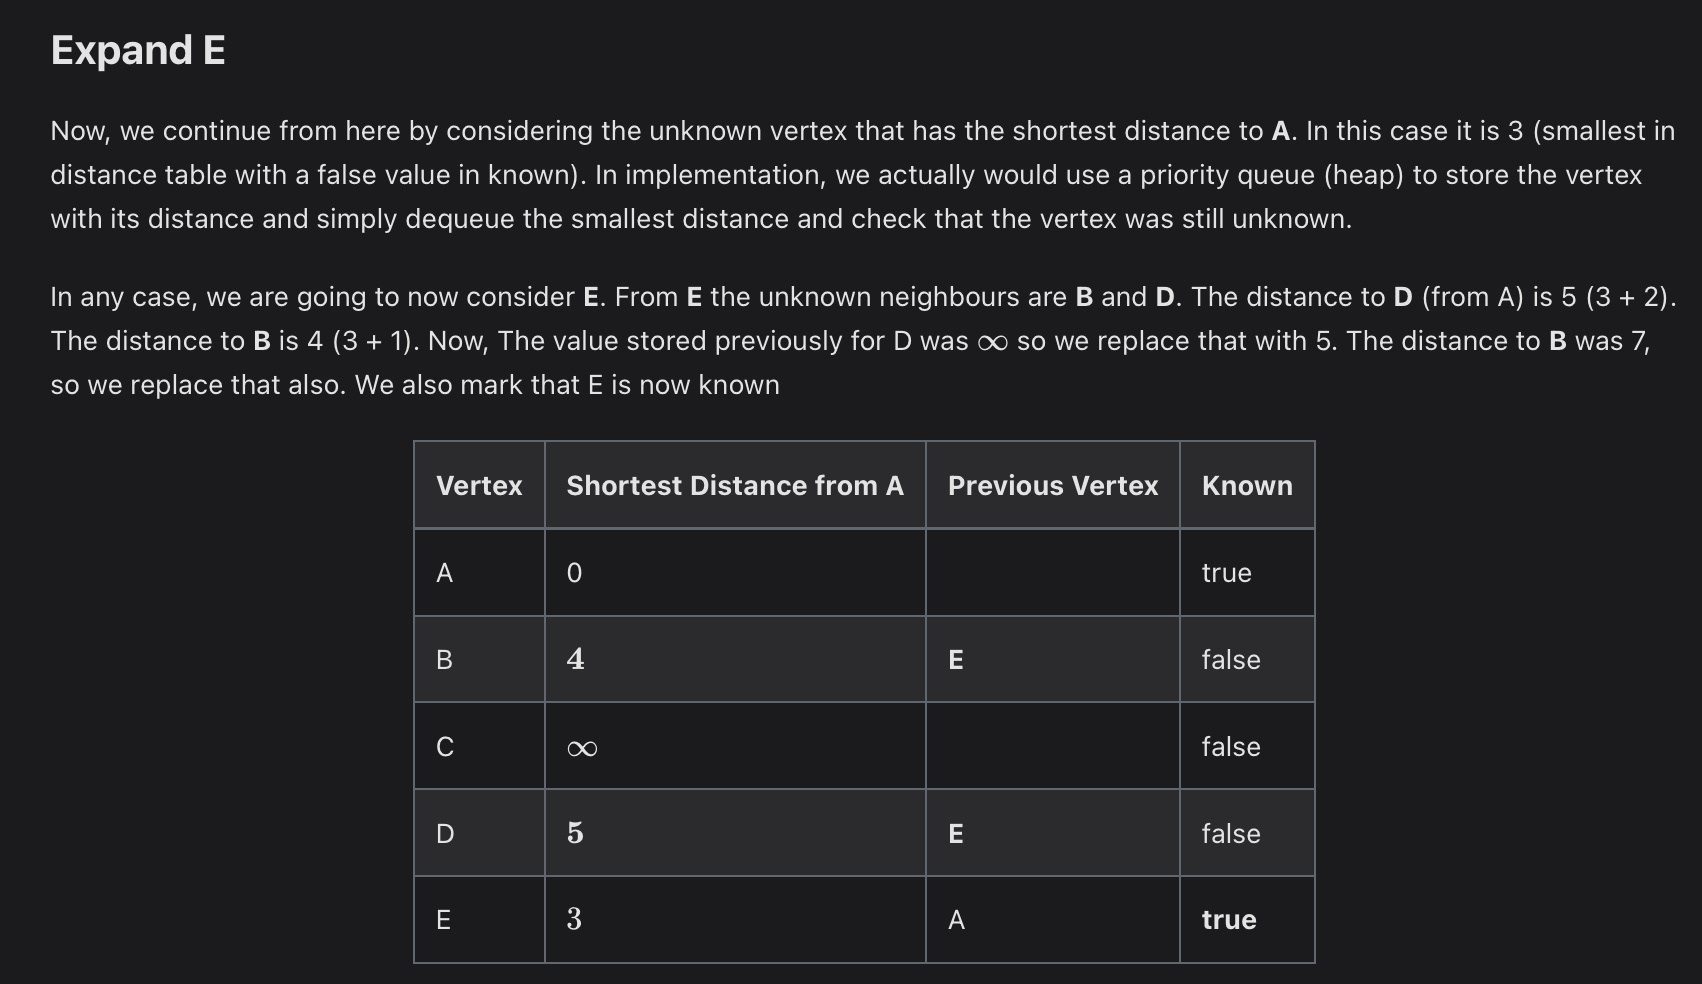 Expand E
Now, we continue from here by considering the unknown vertex that has the shortest distance to A. In this case it is 3 (smallest in
distance table with a false value in known). In implementation, we actually would use a priority queue (heap) to store the vertex
with its distance and simply dequeue the smallest distance and check that the vertex was still unknown.
In any case, we are going to now consider E. From E the unknown neighbours are B and D. The distance to D (from A) is 5 (3 + 2).
The distance to B is 4 (3 + 1). Now, The value stored previously for D was ∞ so we replace that with 5. The distance to B was 7,
so we replace that also. We also mark that E is now known
Vertex Shortest Distance from A Previous Vertex Known
A 0 true
B 4 E false
C ∞ false
D 5 E false
E 3 A true